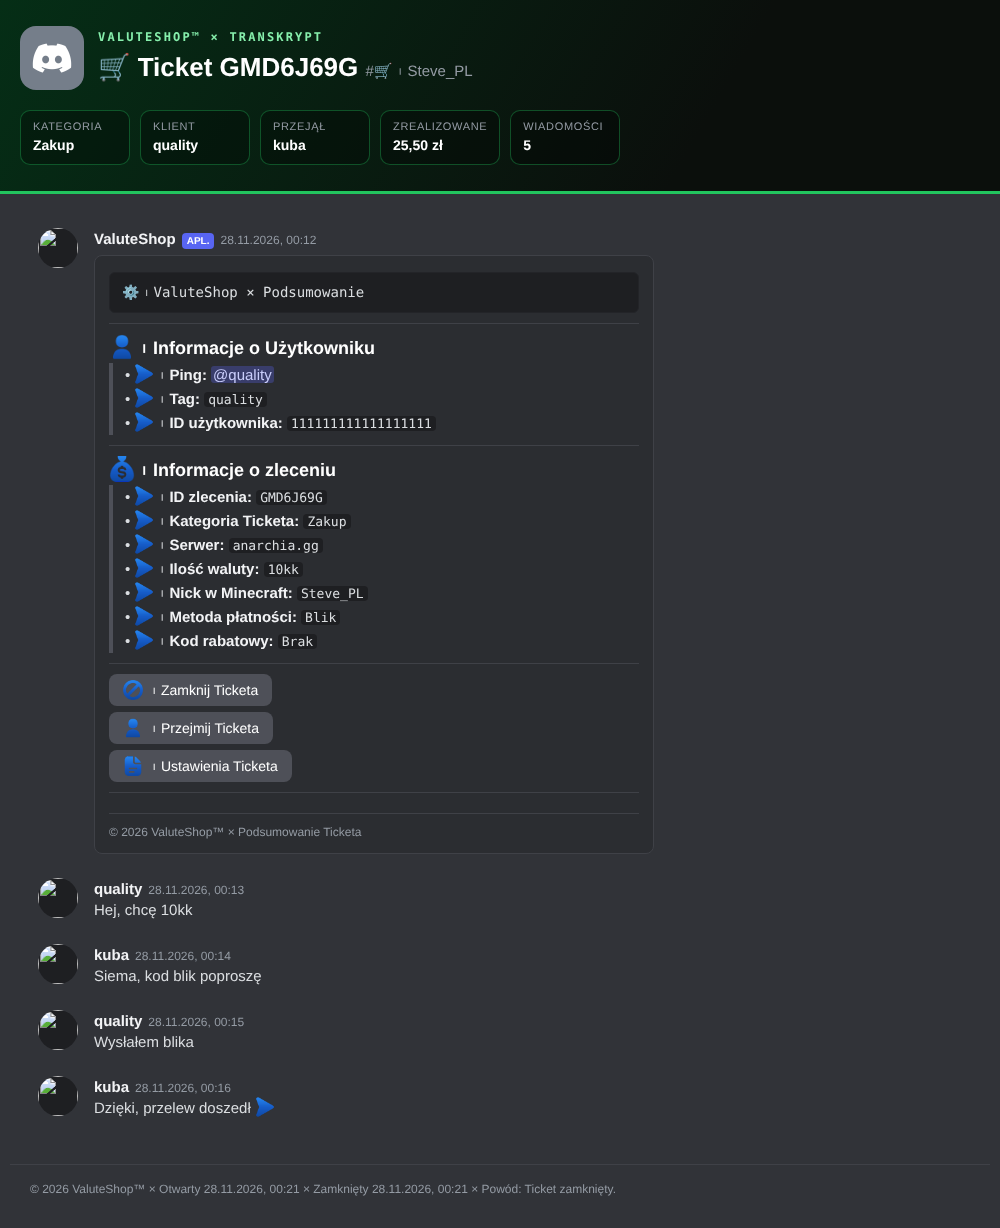 VALUTESHOP™ × TRANSKRYPT
🛒 Ticket GMD6J69G #🛒︲Steve_PL
KATEGORIA
Zakup
KLIENT
quality
PRZEJĄŁ
kuba
ZREALIZOWANE
25,50 zł
WIADOMOŚCI
5
ValuteShop APL. 28.11.2026, 00:12
⚙️︲ValuteShop × Podsumowanie
︲Informacje o Użytkowniku
• ︲Ping: @quality
• ︲Tag: quality
• ︲ID użytkownika: 111111111111111111
︲Informacje o zleceniu
• ︲ID zlecenia: GMD6J69G
• ︲Kategoria Ticketa: Zakup
• ︲Serwer: anarchia.gg
• ︲Ilość waluty: 10kk
• ︲Nick w Minecraft: Steve_PL
• ︲Metoda płatności: Blik
• ︲Kod rabatowy: Brak
︲Zamknij Ticketa
︲Przejmij Ticketa
︲Ustawienia Ticketa
© 2026 ValuteShop™ × Podsumowanie Ticketa
quality 28.11.2026, 00:13
Hej, chcę 10kk
kuba 28.11.2026, 00:14
Siema, kod blik poproszę
quality 28.11.2026, 00:15
Wysłałem blika
kuba 28.11.2026, 00:16
Dzięki, przelew doszedł
© 2026 ValuteShop™ × Otwarty 28.11.2026, 00:21 × Zamknięty 28.11.2026, 00:21 × Powód: Ticket zamknięty.